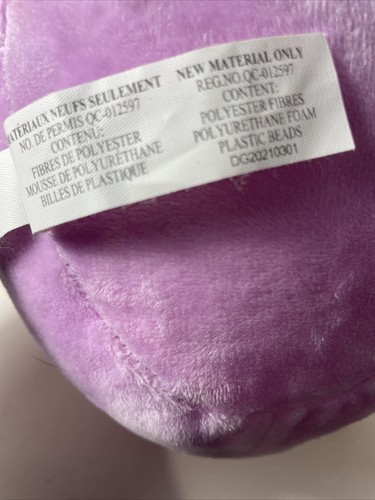 MATÉRIAUX NEUFS SEULEMENT
NO. DE PERMIS QC-012597
CONTENU:
FIBRES DE POLYESTER
MOUSSE DE POLYURETHANE
BILLES DE PLASTIQUE
NEW MATERIAL ONLY
REG.NO.QC-012597
CONTENT:
POLYESTER FIBRES
POLYURETHANE FOAM
PLASTIC BEADS
DG20210301